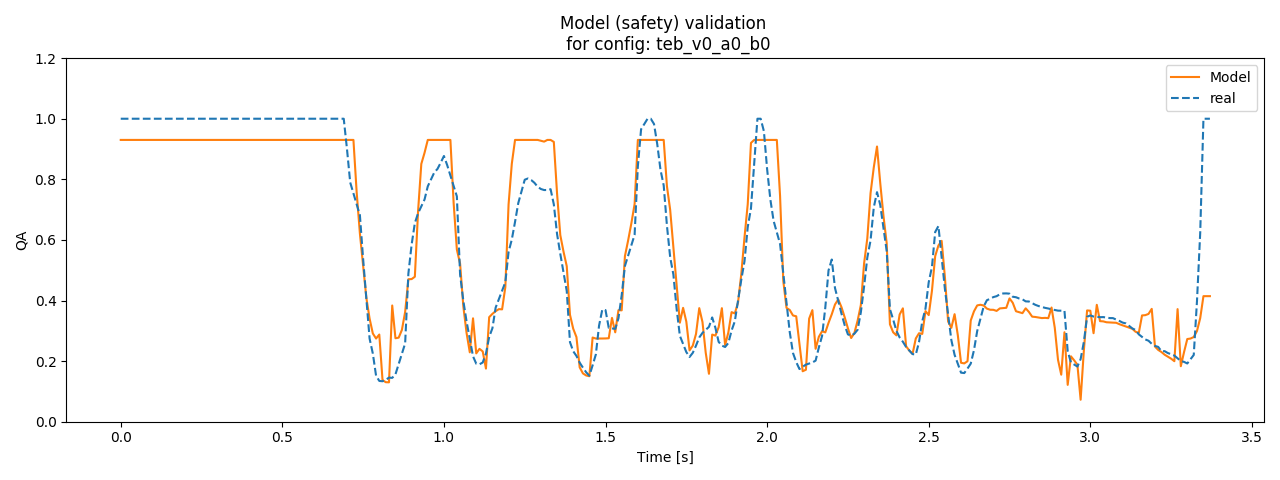 Model (safety) validation
for config: teb_v0_a0_b0
1.2
1.0
0.8
0.6
0.4
0.2
0.0
QA
Model
real
0.0 0.5 1.0 1.5 2.0 2.5 3.0 3.5
Time [s]